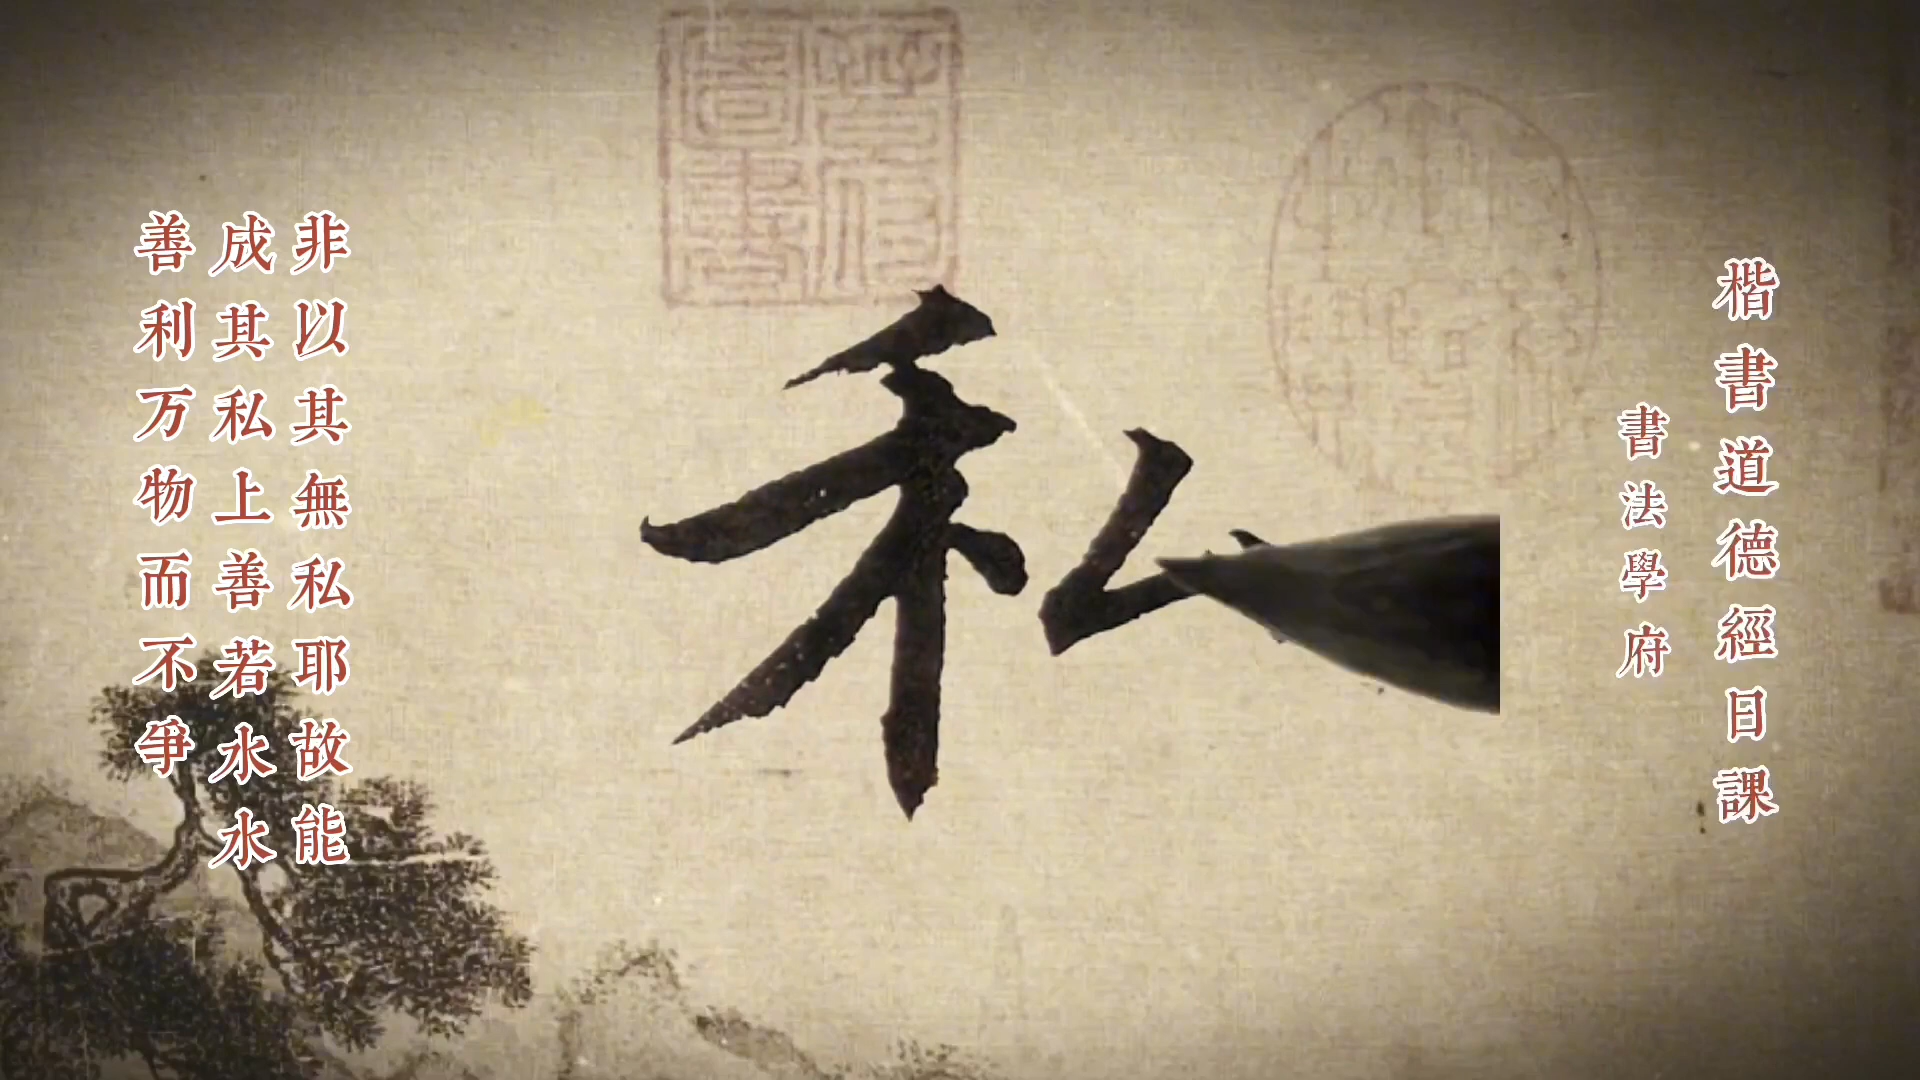 楷書道德經日課
書法學府
私
非以其無私耶故能
成其私上善若水水
善利万物而不爭